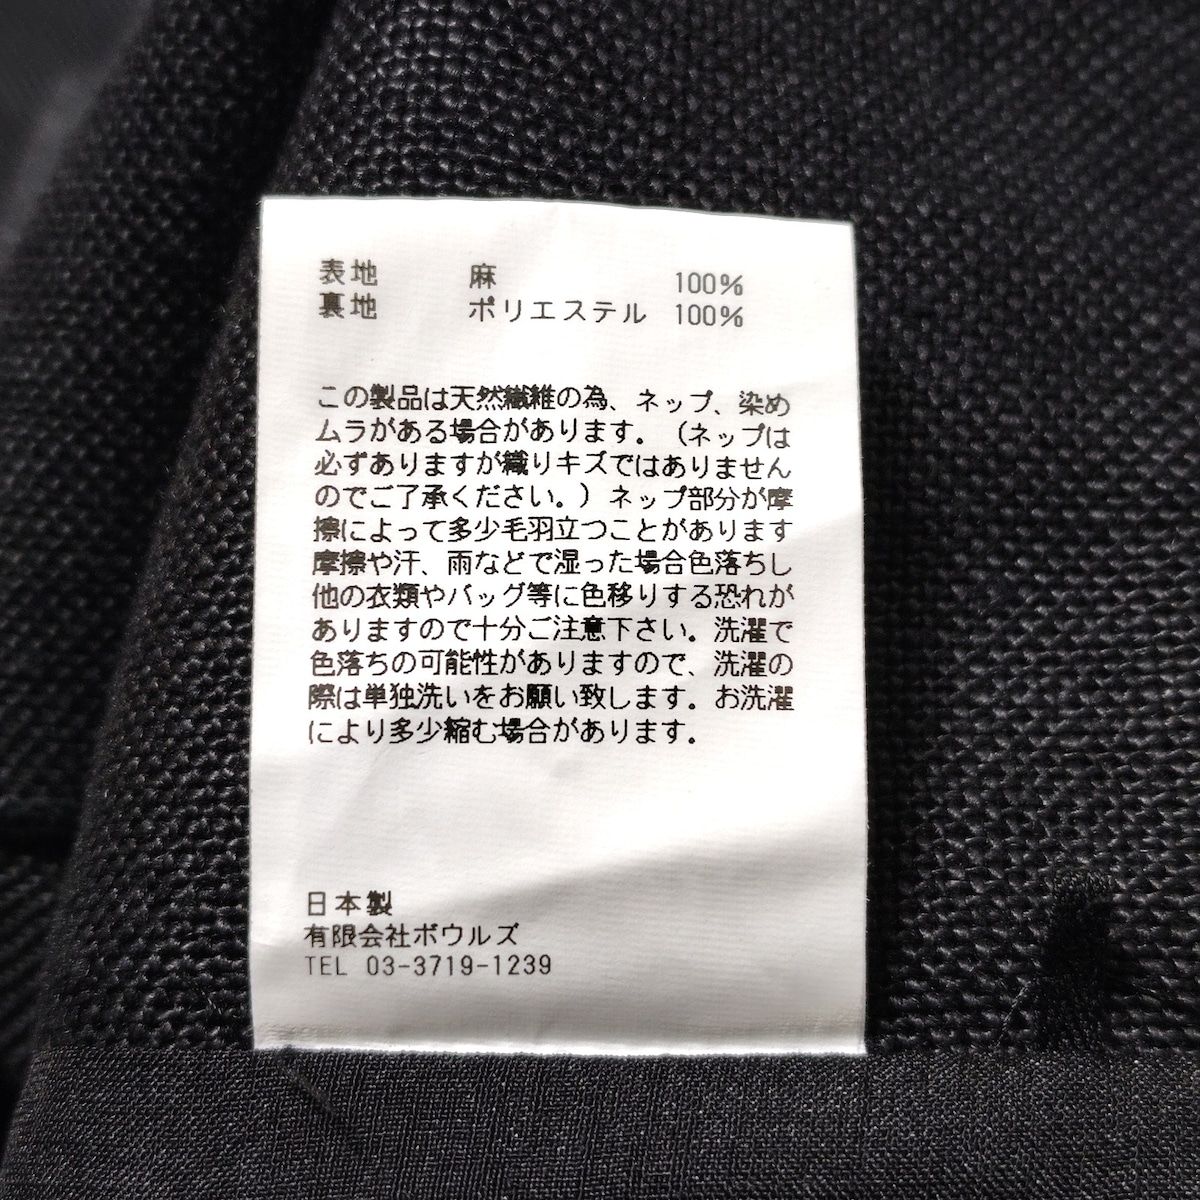 表地 麻 100%
裏地 ポリエステル 100%
この製品は天然繊維の為、ネップ、染め
ムラがある場合があります。（ネップは
必ずありますが織りキズではありません
のでご了承ください。）ネップ部分が摩
擦によって多少毛羽立つことがあります
摩擦や汗、雨などで湿った場合色落ちし
他の衣類やバッグ等に色移りする恐れが
ありますので十分ご注意下さい。洗濯で
色落ちの可能性がありますので、洗濯の
際は単独洗いをお願い致します。お洗濯
により多少縮む場合があります。
日本製
有限会社ボウルズ
TEL 03-3719-1239